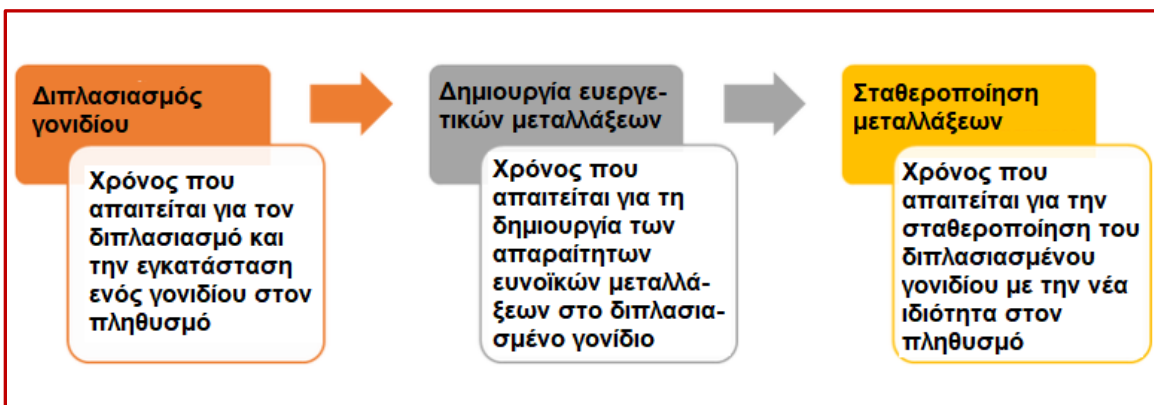 Διπλασιασμός
γονιδίου
Χρόνος που
απαιτείται για τον
διπλασιασμό και
την εγκατάσταση
ενός γονιδίου στον
πληθυσμό
Δημιουργία ευεργε-
τικών μεταλλάξεων
Χρόνος που
απαιτείται για τη
δημιουργία των
απαραίτητων
ευνοϊκών μεταλλά-
ξεων στο διπλασια-
σμένο γονίδιο
Σταθεροποίηση
μεταλλάξεων
Χρόνος που
απαιτείται για την
σταθεροποίηση του
διπλασιασμένου
γονιδίου με την νέα
ιδιότητα στον
πληθυσμό